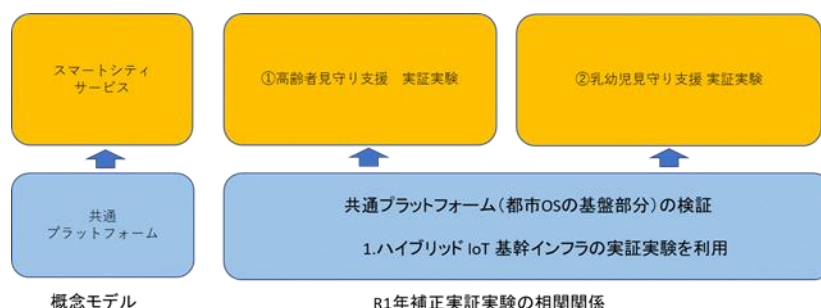 スマートシティ
サービス
①高齢者見守り支援　実証実験
②乳幼児見守り支援 実証実験
共通
プラットフォーム
共通プラットフォーム（都市OSの基盤部分）の検証
1.ハイブリッド IoT 基幹インフラの実証実験を利用
概念モデル
R1年補正実証実験の相関関係